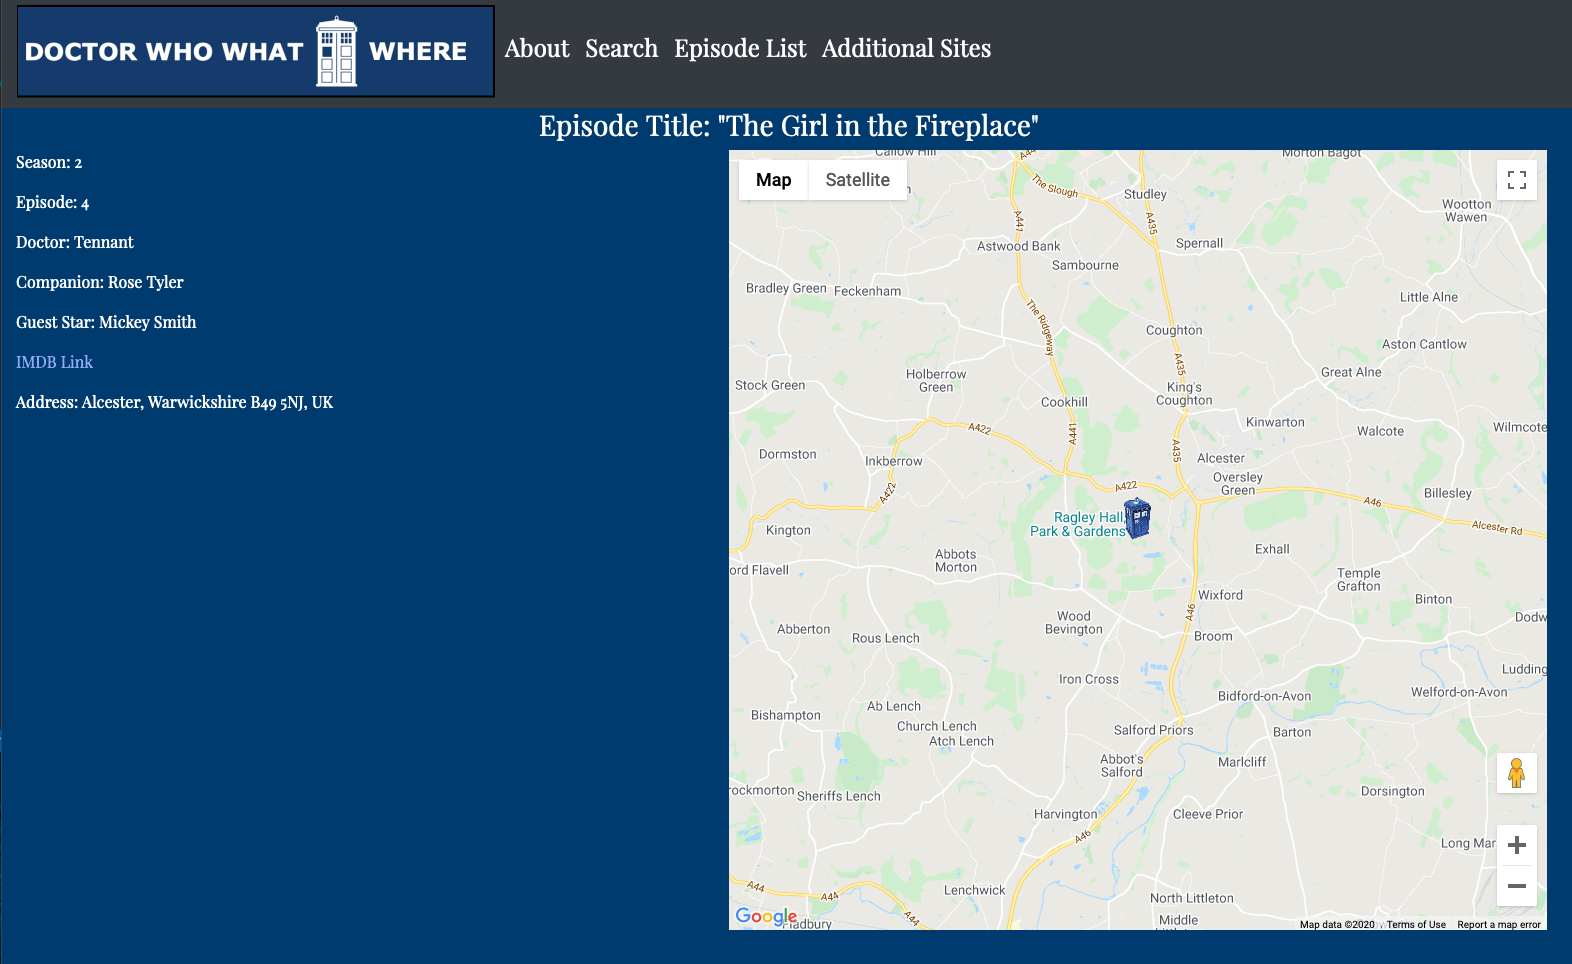 DOCTOR WHO WHAT WHERE
About Search Episode List Additional Sites
Episode Title: "The Girl in the Fireplace"
Season: 2
Episode: 4
Doctor: Tennant
Companion: Rose Tyler
Guest Star: Mickey Smith
IMDB Link
Address: Alcester, Warwickshire B49 5NJ, UK
Map Satellite
Callow Hill
A44
Morton Bagot
The Slough
Studley
Wootton
Wawen
A441
A435
Astwood Bank
Spernall
Sambourne
Bradley Green
Feckenham
Little Alne
The Ridgeway
Coughton
Aston Cantlow
A435
Great Alne
Holberrow
Green
Stock Green
King's
Coughton
Cookhill
Kinwarton
A422
A441
Walcote
Wilmcote
A435
Dormston
Inkberrow
Alcester
Oversley
Green
A422
A422
Billesley
A46
Ragley Hall,
Park & Gardens
Alcester Rd
Kington
Exhall
Abbots
Morton
ord Flavell
Temple
Grafton
Wixford
Binton
A46
Wood
Bevington
Dodw
Abberton
Rous Lench
Broom
Iron Cross
Ludding
Bidford-on-Avon
Welford-on-Avon
Ab Lench
Bishampton
Church Lench
Atch Lench
Salford Priors
Barton
Abbot's
Salford
Marlcliff
rockmorton
Sheriffs Lench
Dorsington
Harvington
Cleeve Prior
A46
Long Mar
A44
A44
Lenchwick
North Littleton
A44
Google
Fladbury
Middle
Map data ©2020 Terms of Use Report a map error